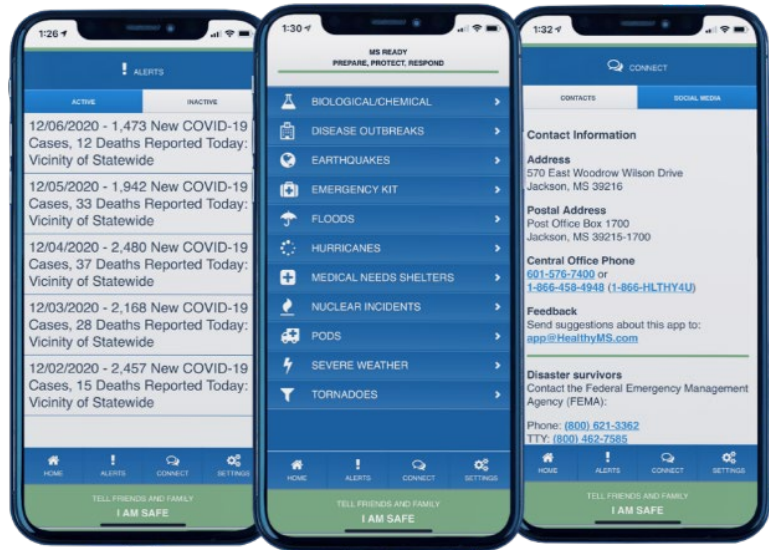 1:26
ALERTS
ACTIVE
INACTIVE
12/06/2020 - 1,473 New COVID-19
Cases, 12 Deaths Reported Today:
Vicinity of Statewide
12/05/2020 - 1,942 New COVID-19
Cases, 33 Deaths Reported Today:
Vicinity of Statewide
12/04/2020 - 2,480 New COVID-19
Cases, 37 Deaths Reported Today:
Vicinity of Statewide
12/03/2020 - 2,168 New COVID-19
Cases, 28 Deaths Reported Today:
Vicinity of Statewide
12/02/2020 - 2,457 New COVID-19
Cases, 15 Deaths Reported Today:
Vicinity of Statewide
HOME
ALERTS
CONNECT
SETTINGS
TELL FRIENDS AND FAMILY
I AM SAFE
1:30
MS READY
PREPARE, PROTECT, RESPOND
BIOLOGICAL/CHEMICAL
DISEASE OUTBREAKS
EARTHQUAKES
EMERGENCY KIT
FLOODS
HURRICANES
MEDICAL NEEDS SHELTERS
NUCLEAR INCIDENTS
PODS
SEVERE WEATHER
TORNADOES
HOME
ALERTS
CONNECT
SETTINGS
TELL FRIENDS AND FAMILY
I AM SAFE
1:32
CONNECT
CONTACTS
SOCIAL MEDIA
Contact Information
Address
570 East Woodrow Wilson Drive
Jackson, MS 39216
Postal Address
Post Office Box 1700
Jackson, MS 39215-1700
Central Office Phone
601-576-7400 or
1-866-458-4948 (1-866-HLTHY4U)
Feedback
Send suggestions about this app to:
app@HealthyMS.com
Disaster survivors
Contact the Federal Emergency Management
Agency (FEMA):
Phone: (800) 621-3362
TTY: (800) 462-7585
HOME
ALERTS
CONNECT
SETTINGS
TELL FRIENDS AND FAMILY
I AM SAFE